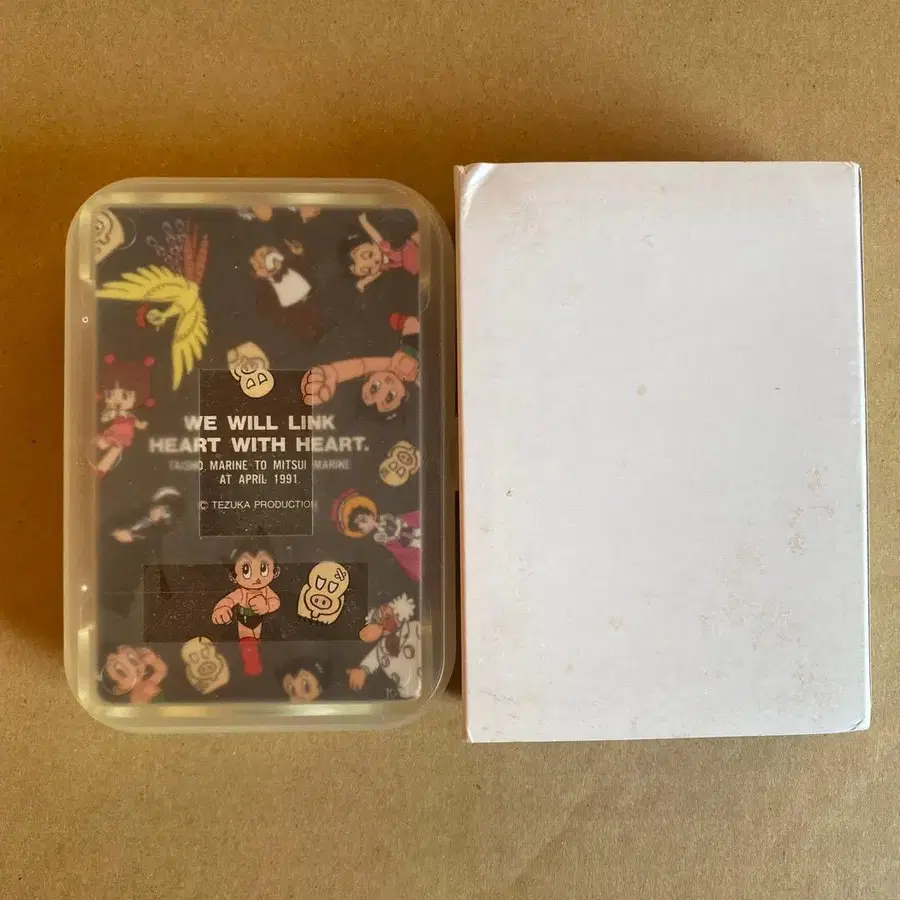 WE WILL LINK
HEART WITH HEART.
TAISHO MARINE TO MITSUI MARINE
AT APRIL 1991.
© TEZUKA PRODUCTION